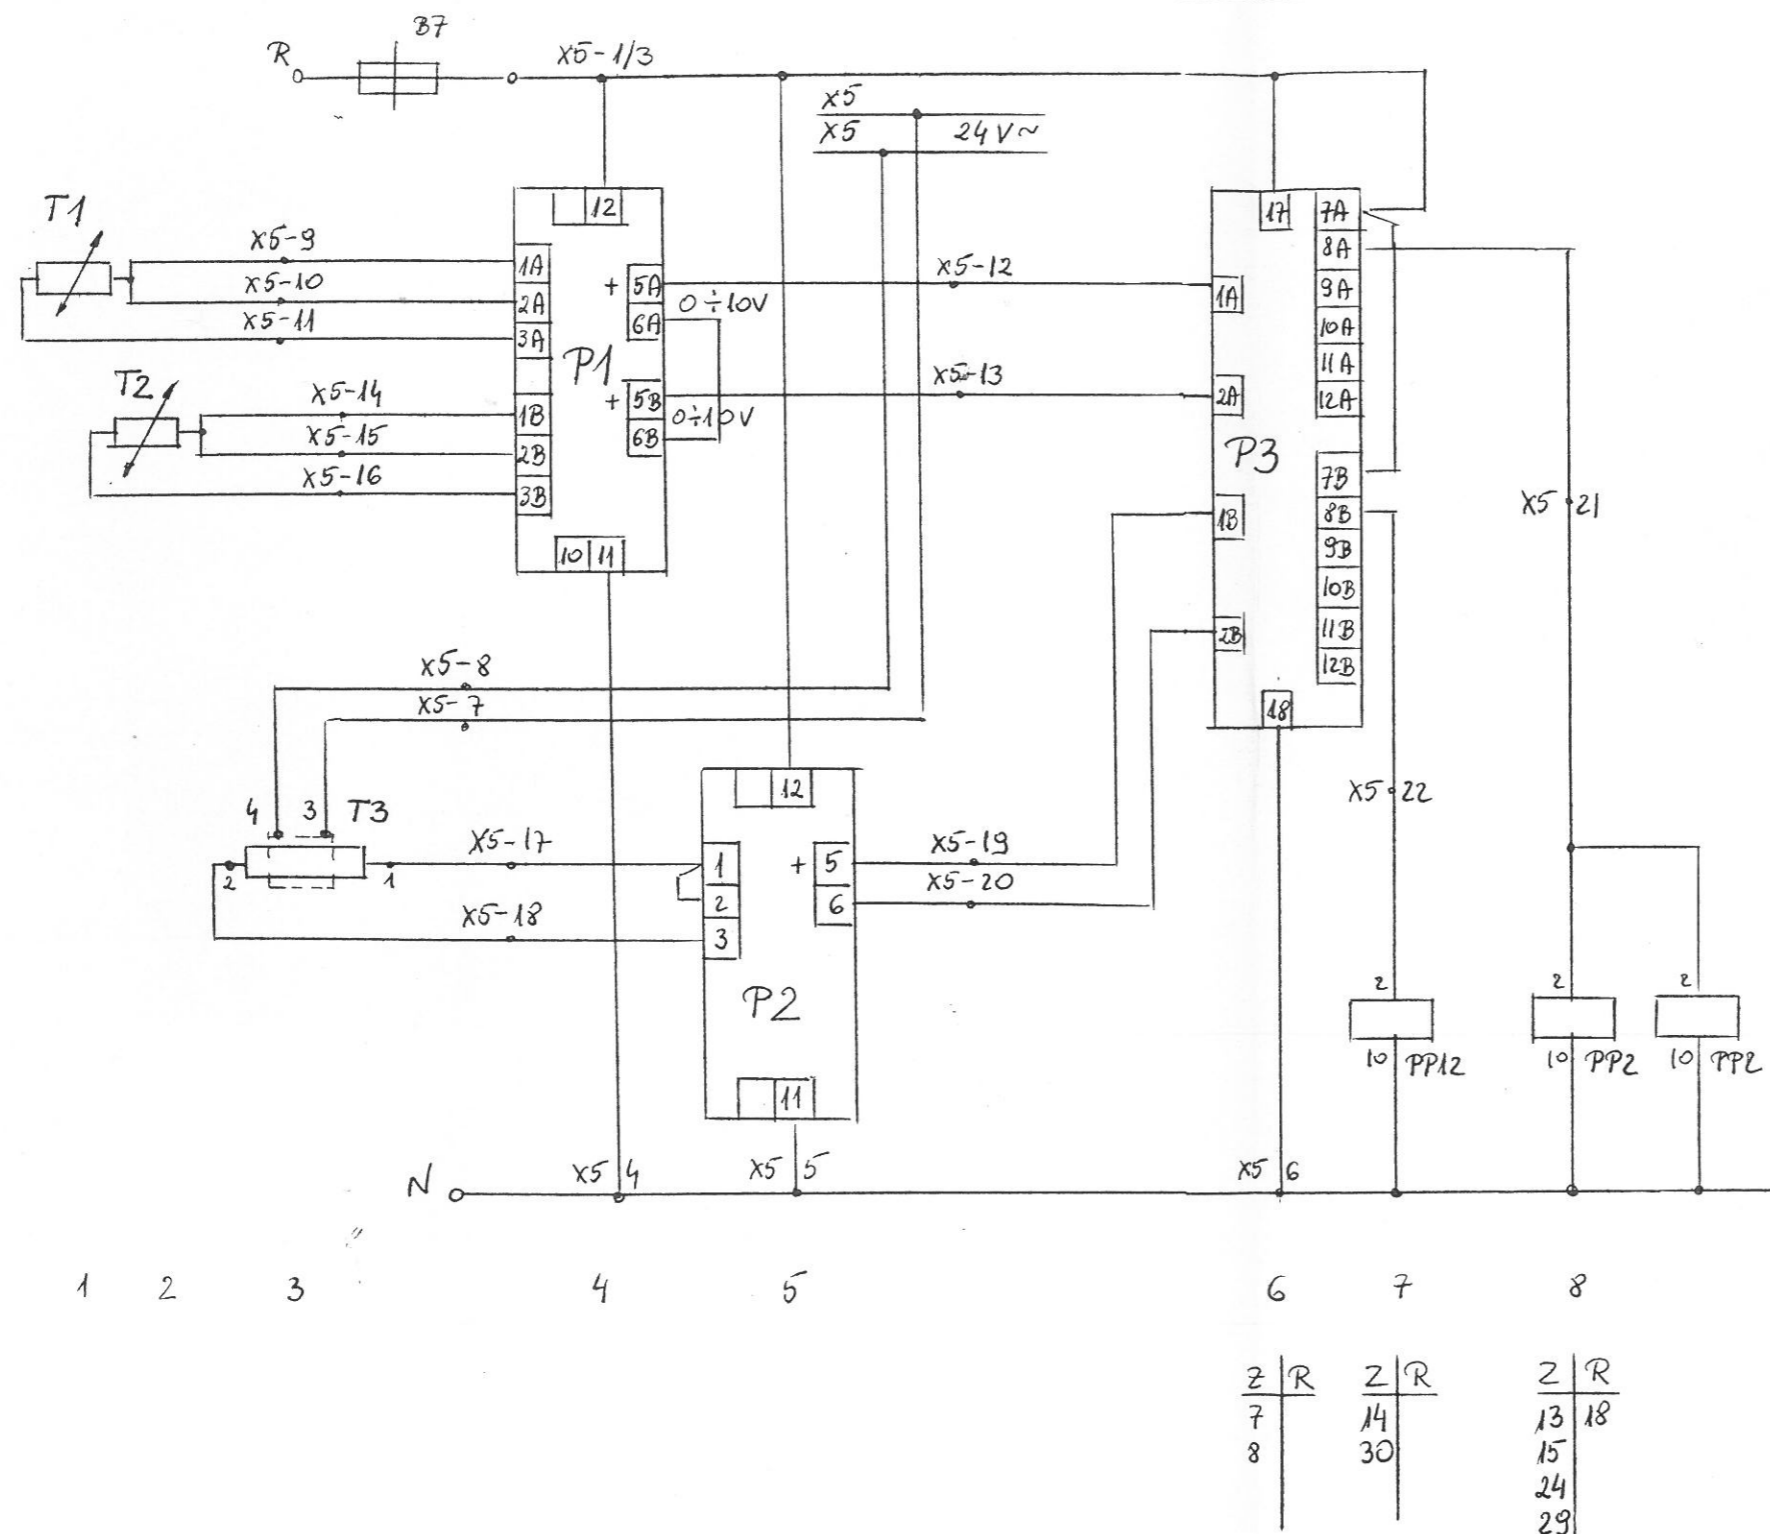 B7
R
X5-1/3
X5
X5 24V~
T1
X5-9
X5-10
X5-11
T2
X5-14
X5-15
X5-16
12
1A
2A
3A
1B
2B
3B
P1
+ 5A
0÷10V
6A
+ 5B
0÷10V
6B
10 11
X5-12
X5-13
17
7A
8A
9A
10A
11A
12A
1A
2A
P3
7B
8B
9B
10B
11B
12B
1B
2B
18
X5 21
X5 22
X5-8
X5-7
4 3 T3
2 1
X5-17
X5-18
12
1
2
3
+ 5
6
P2
11
X5-19
X5-20
2
10 PP12
2
10 PP2
2
10 PP2
N
X5 4
X5 5
X5 6
1 2 3 4 5 6 7 8
Z R
7
8
Z R
14
30
Z R
13 18
15
24
29